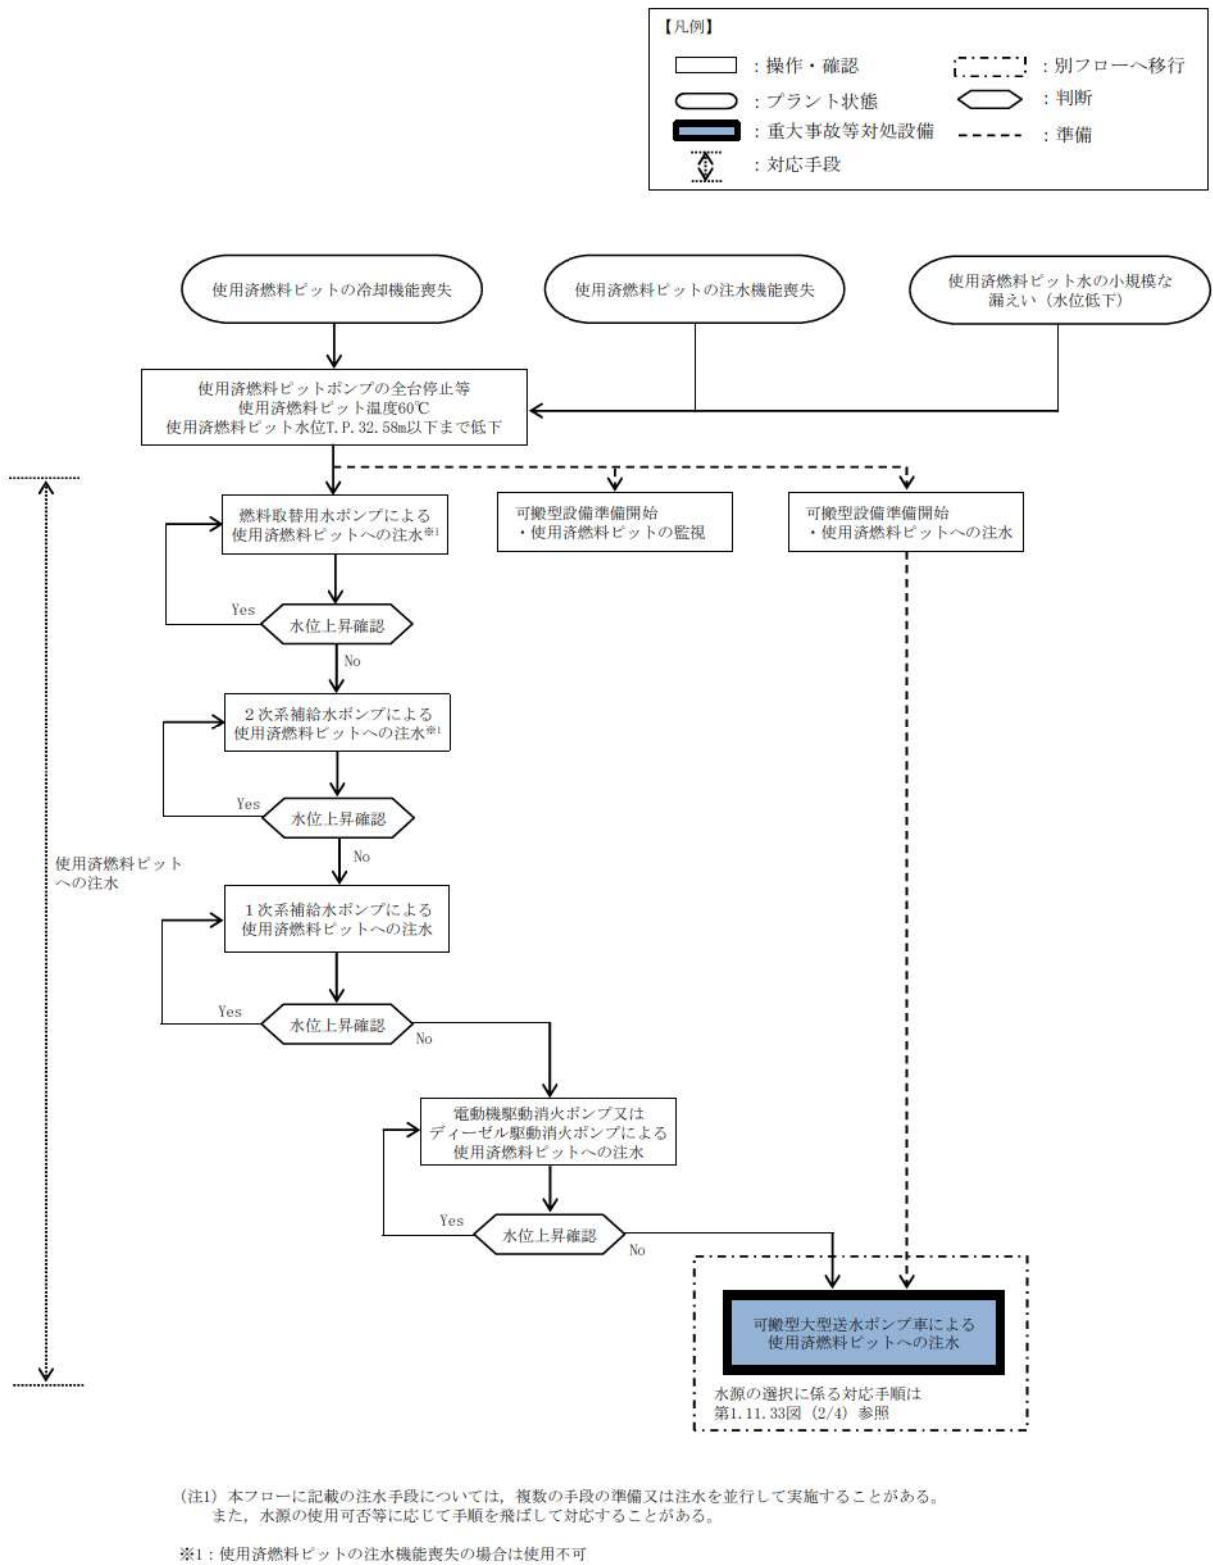 【凡例】
：操作・確認
：別フローへ移行
：プラント状態
：判断
：重大事故等対処設備
：準備
：対応手段
使用済燃料ピットの冷却機能喪失
使用済燃料ピットの注水機能喪失
使用済燃料ピット水の小規模な
漏えい（水位低下）
使用済燃料ピットポンプの全台停止等
使用済燃料ピット温度60℃
使用済燃料ピット水位T.P.32.58m以下まで低下
燃料取替用水ポンプによる
使用済燃料ピットへの注水※1
可搬型設備準備開始
・使用済燃料ピットの監視
可搬型設備準備開始
・使用済燃料ピットへの注水
Yes
水位上昇確認
No
２次系補給水ポンプによる
使用済燃料ピットへの注水※1
Yes
水位上昇確認
No
使用済燃料ピット
への注水
１次系補給水ポンプによる
使用済燃料ピットへの注水
Yes
水位上昇確認
No
電動機駆動消火ポンプ又は
ディーゼル駆動消火ポンプによる
使用済燃料ピットへの注水
Yes
水位上昇確認
No
可搬型大型送水ポンプ車による
使用済燃料ピットへの注水
水源の選択に係る対応手順は
第1.11.33図（2/4）参照
（注1）本フローに記載の注水手段については，複数の手段の準備又は注水を並行して実施することがある。
また，水源の使用可否等に応じて手順を飛ばして対応することがある。
※1：使用済燃料ピットの注水機能喪失の場合は使用不可